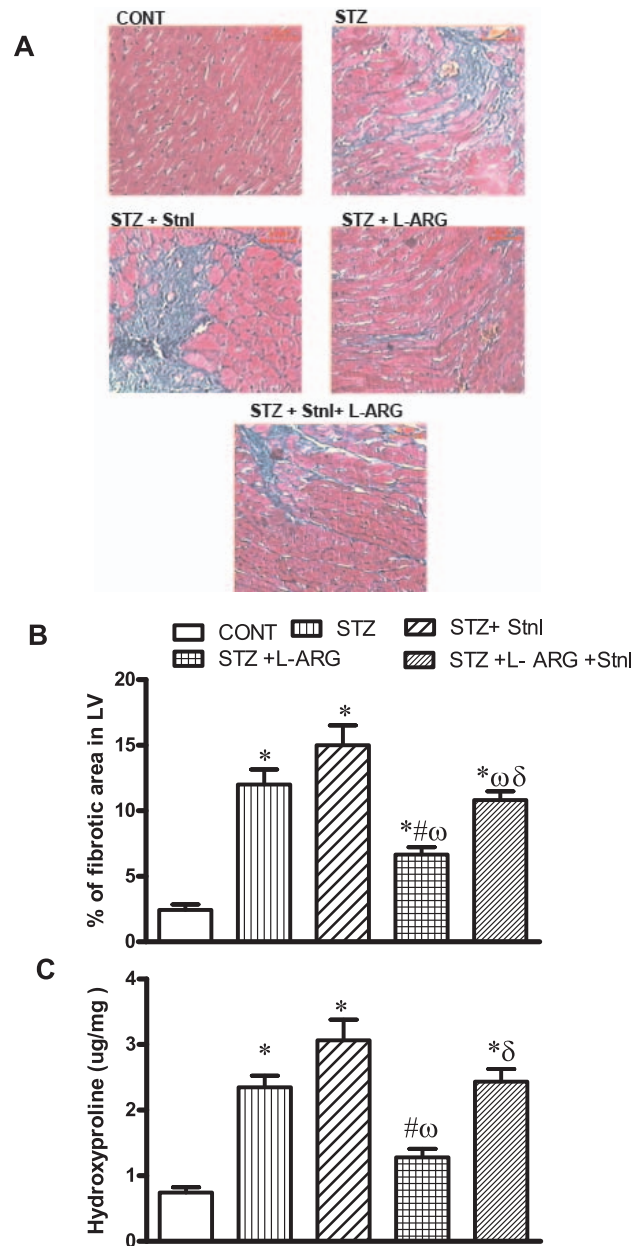 A
CONT
STZ
STZ + Stnl
STZ + L-ARG
STZ + Stnl+ L-ARG
B
CONT
STZ
STZ+ Stnl
STZ +L-ARG
STZ +L- ARG +Stnl
% of fibrotic area in LV
20
15
10
5
0
*
*
*#ω
*ωδ
C
Hydroxyproline (ug/mg )
4
3
2
1
0
*
*
#ω
*δ